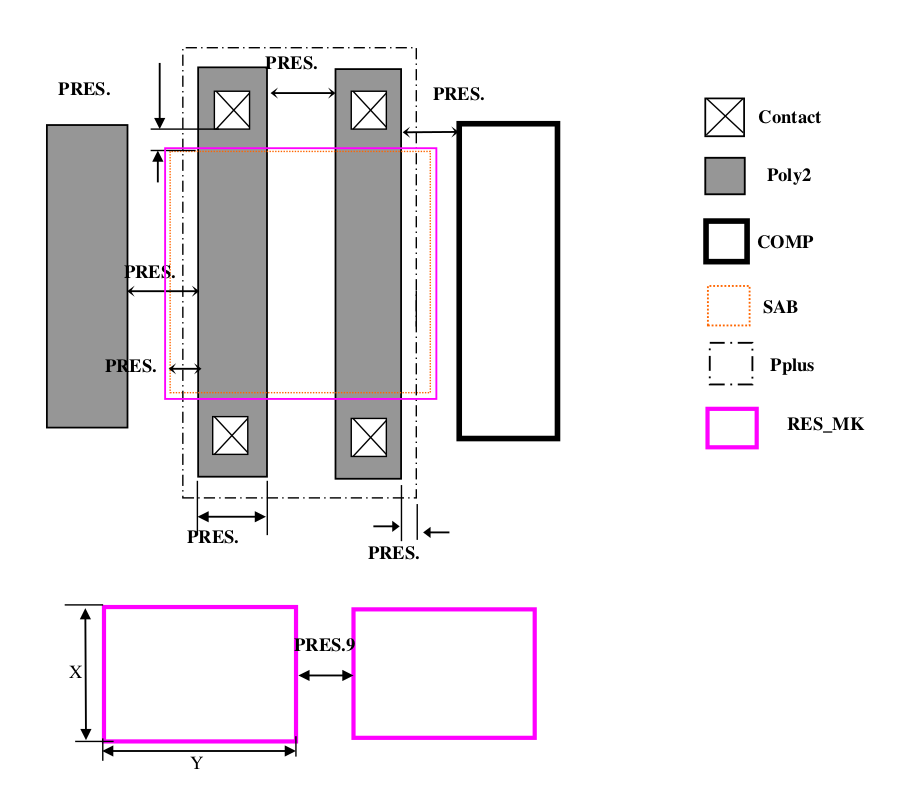 PRES.
PRES.
PRES.
Contact
Poly2
COMP
PRES.
SAB
PRES.
Pplus
RES_MK
PRES.
PRES.
PRES.9
X
Y